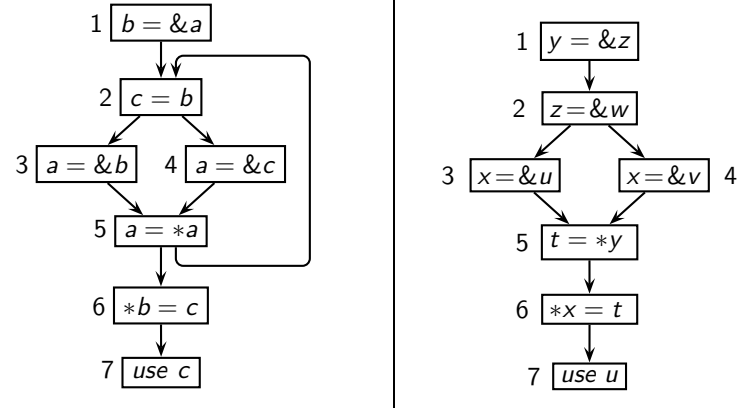 1 b = &a
2 c = b
3 a = &b
4 a = &c
5 a = *a
6 *b = c
7 use c
1 y = &z
2 z = &w
3 x = &u
x = &v 4
5 t = *y
6 *x = t
7 use u